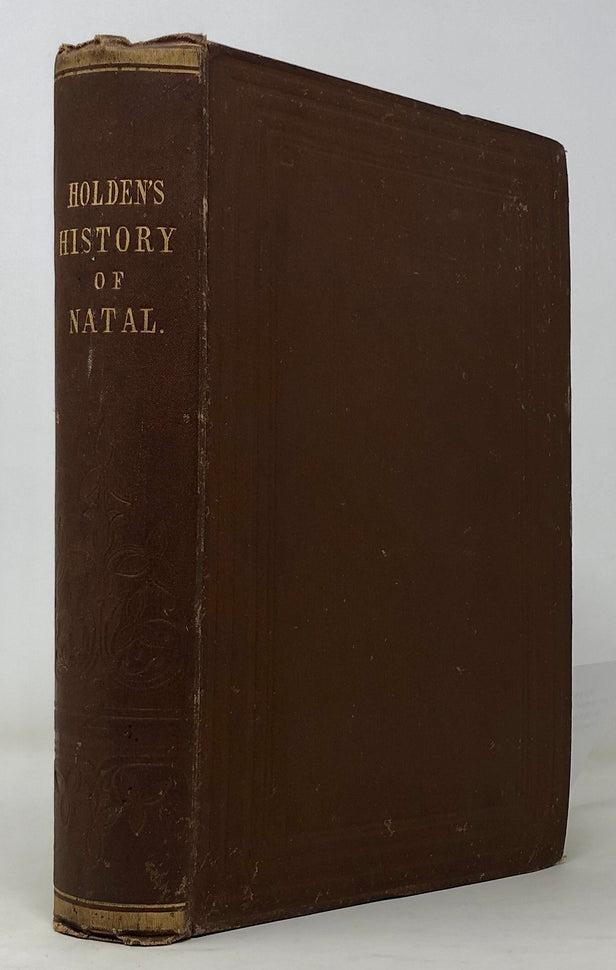 HOLDEN'S
HISTORY
OF
NATAL.